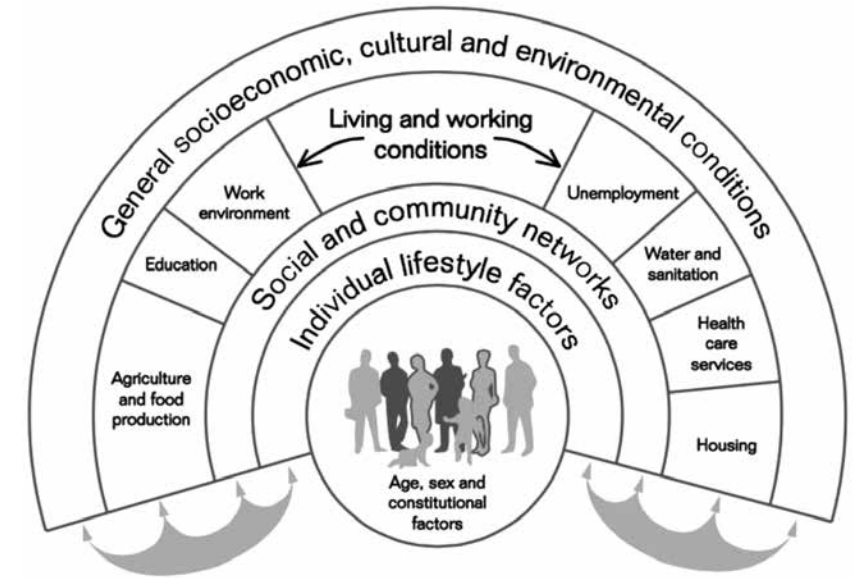 General socioeconomic, cultural and environmental conditions
Living and working
conditions
Work
environment
Unemployment
Education
Water and
sanitation
Agriculture
and food
production
Health
care
services
Housing
Social and community networks
Individual lifestyle factors
Age, sex and
constitutional
factors